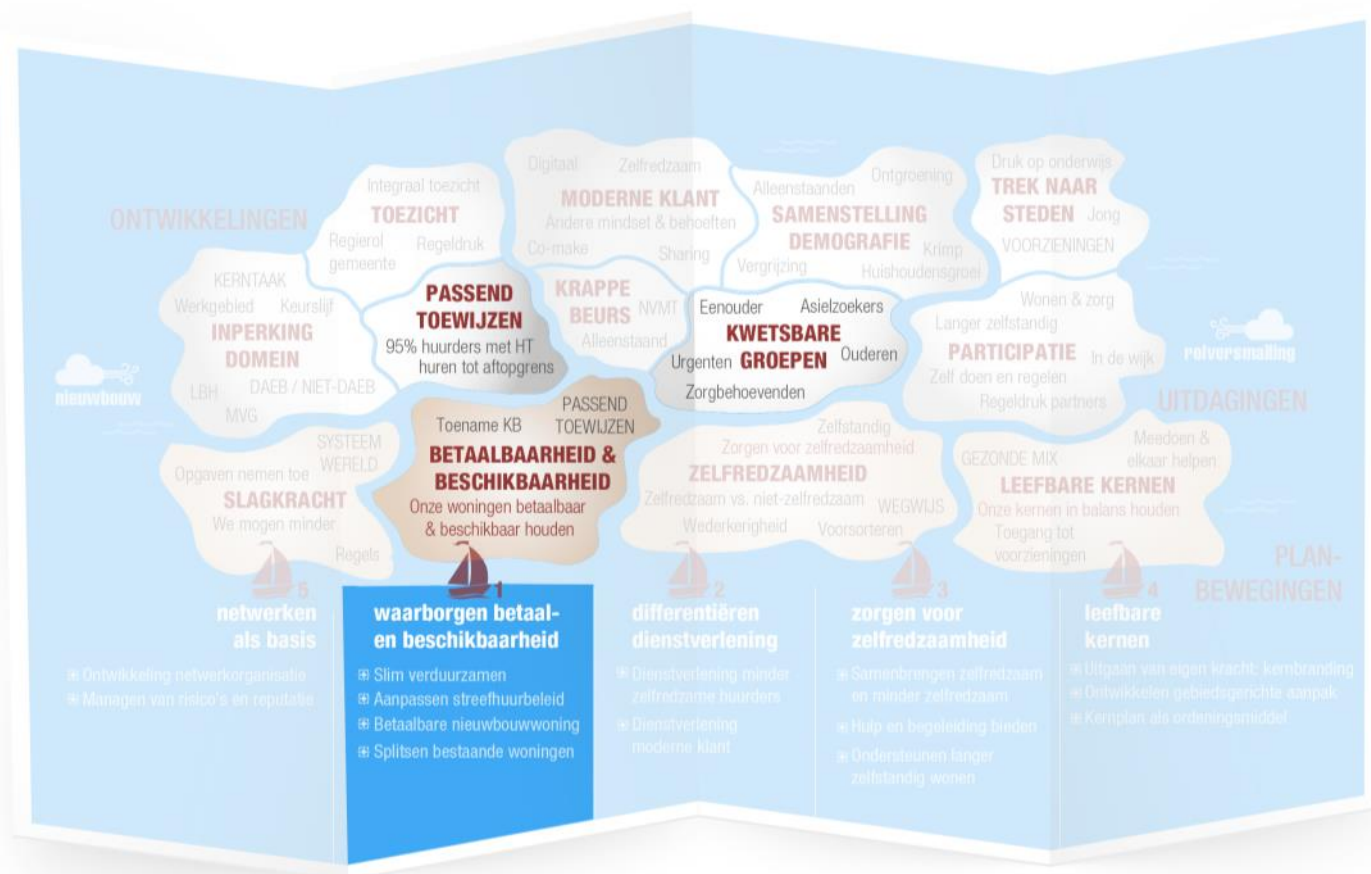 ONTWIKKELINGEN
Integraal toezicht
TOEZICHT
Regierol
gemeente
Regeldruk
Digitaal
Zelfredzaam
MODERNE KLANT
Andere mindset & behoeften
Co-make
Sharing
Alleenstaanden
Ontgroening
SAMENSTELLING
DEMOGRAFIE
Krimp
Vergrijzing
Huishoudensgroei
Druk op onderwijs
TREK NAAR
STEDEN
Jong
VOORZIENINGEN
KERNTAAK
Werkgebied
Keurslijf
INPERKING
DOMEIN
LBH
DAEB / NIET-DAEB
MVG
PASSEND
TOEWIJZEN
95% huurders met HT
huren tot aftopgrens
KRAPPE
BEURS
NVMT
Alleenstaand
Eenouder
Asielzoekers
KWETSBARE
GROEPEN
Urgenten
Ouderen
Zorgbehoevenden
Wonen & zorg
Langer zelfstandig
PARTICIPATIE
In de wijk
Zelf doen en regelen
Regeldruk partners
nieuwbouw
rolversmalling
UITDAGINGEN
SYSTEEM
WERELD
Opgaven nemen toe
SLAGKRACHT
We mogen minder
Regels
Toename KB
PASSEND
TOEWIJZEN
BETAALBAARHEID &
BESCHIKBAARHEID
Onze woningen betaalbaar
& beschikbaar houden
Zelfstandig
Zorgen voor zelfredzaamheid
ZELFREDZAAMHEID
Zelfredzaam vs. niet-zelfredzaam
WEGWIJS
Wederkerigheid
Voorsorteren
GEZONDE MIX
Meedoen &
elkaar helpen
LEEFBARE KERNEN
Onze kernen in balans houden
Toegang tot
voorzieningen
PLAN-
BEWEGINGEN
5
netwerken
als basis
Ontwikkeling netwerkorganisatie
Managen van risico's en reputatie
1
waarborgen betaal-
en beschikbaarheid
Slim verduurzamen
Aanpassen streefhuurbeleid
Betaalbare nieuwbouwwoning
Splitsen bestaande woningen
2
differentiëren
dienstverlening
Dienstverlening minder
zelfredzame huurders
Dienstverlening
moderne klant
3
zorgen voor
zelfredzaamheid
Samenbrengen zelfredzaam
en minder zelfredzaam
Hulp en begeleiding bieden
Ondersteunen langer
zelfstandig wonen
4
leefbare
kernen
Uitgaan van eigen kracht: kernbranding
Ontwikkelen gebiedsgerichte aanpak
Kernplan als ordeningsmiddel